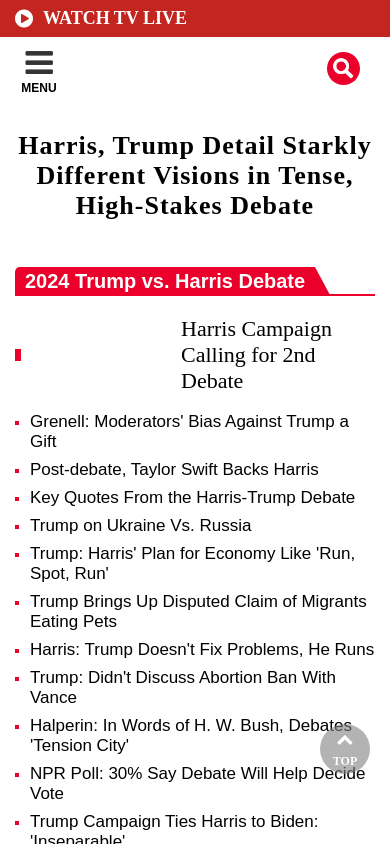 WATCH TV LIVE
MENU
Harris, Trump Detail Starkly
Different Visions in Tense,
High-Stakes Debate
2024 Trump vs. Harris Debate
Harris Campaign
Calling for 2nd
Debate
Grenell: Moderators' Bias Against Trump a
Gift
Post-debate, Taylor Swift Backs Harris
Key Quotes From the Harris-Trump Debate
Trump on Ukraine Vs. Russia
Trump: Harris' Plan for Economy Like 'Run,
Spot, Run'
Trump Brings Up Disputed Claim of Migrants
Eating Pets
Harris: Trump Doesn't Fix Problems, He Runs
Trump: Didn't Discuss Abortion Ban With
Vance
Halperin: In Words of H. W. Bush, Debates
'Tension City'
NPR Poll: 30% Say Debate Will Help Decide
Vote
TOP
Trump Campaign Ties Harris to Biden:
'Inseparable'